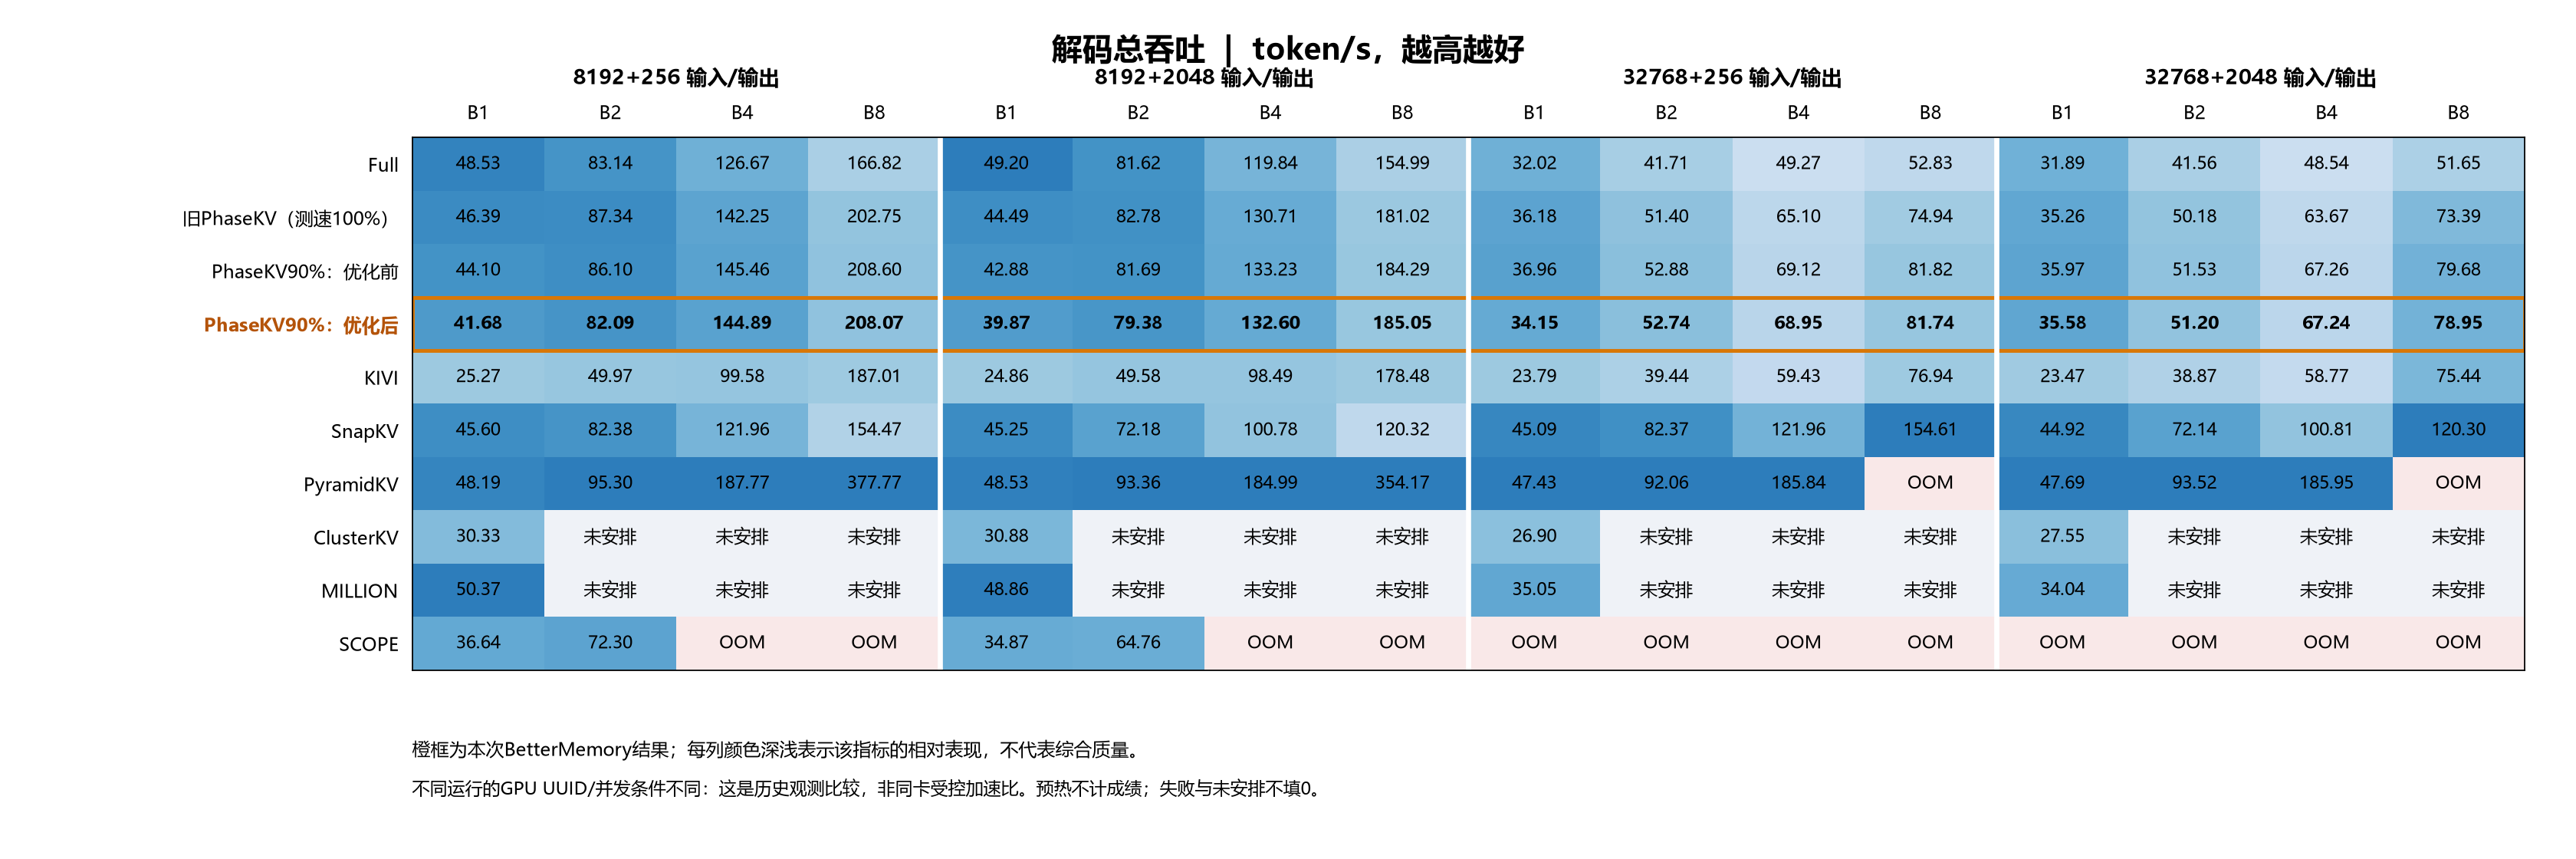 解码总吞吐 | token/s，越高越好
8192+256 输入/输出 8192+2048 输入/输出 32768+256 输入/输出 32768+2048 输入/输出
B1 B2 B4 B8 B1 B2 B4 B8 B1 B2 B4 B8 B1 B2 B4 B8
Full 48.53 83.14 126.67 166.82 49.20 81.62 119.84 154.99 32.02 41.71 49.27 52.83 31.89 41.56 48.54 51.65
旧PhaseKV（测速100%） 46.39 87.34 142.25 202.75 44.49 82.78 130.71 181.02 36.18 51.40 65.10 74.94 35.26 50.18 63.67 73.39
PhaseKV90%：优化前 44.10 86.10 145.46 208.60 42.88 81.69 133.23 184.29 36.96 52.88 69.12 81.82 35.97 51.53 67.26 79.68
PhaseKV90%：优化后 41.68 82.09 144.89 208.07 39.87 79.38 132.60 185.05 34.15 52.74 68.95 81.74 35.58 51.20 67.24 78.95
KIVI 25.27 49.97 99.58 187.01 24.86 49.58 98.49 178.48 23.79 39.44 59.43 76.94 23.47 38.87 58.77 75.44
SnapKV 45.60 82.38 121.96 154.47 45.25 72.18 100.78 120.32 45.09 82.37 121.96 154.61 44.92 72.14 100.81 120.30
PyramidKV 48.19 95.30 187.77 377.77 48.53 93.36 184.99 354.17 47.43 92.06 185.84 OOM 47.69 93.52 185.95 OOM
ClusterKV 30.33 未安排 未安排 未安排 30.88 未安排 未安排 未安排 26.90 未安排 未安排 未安排 27.55 未安排 未安排 未安排
MILLION 50.37 未安排 未安排 未安排 48.86 未安排 未安排 未安排 35.05 未安排 未安排 未安排 34.04 未安排 未安排 未安排
SCOPE 36.64 72.30 OOM OOM 34.87 64.76 OOM OOM OOM OOM OOM OOM OOM OOM OOM OOM
橙框为本次BetterMemory结果；每列颜色深浅表示该指标的相对表现，不代表综合质量。
不同运行的GPU UUID/并发条件不同：这是历史观测比较，非同卡受控加速比。预热不计成绩；失败与未安排不填0。